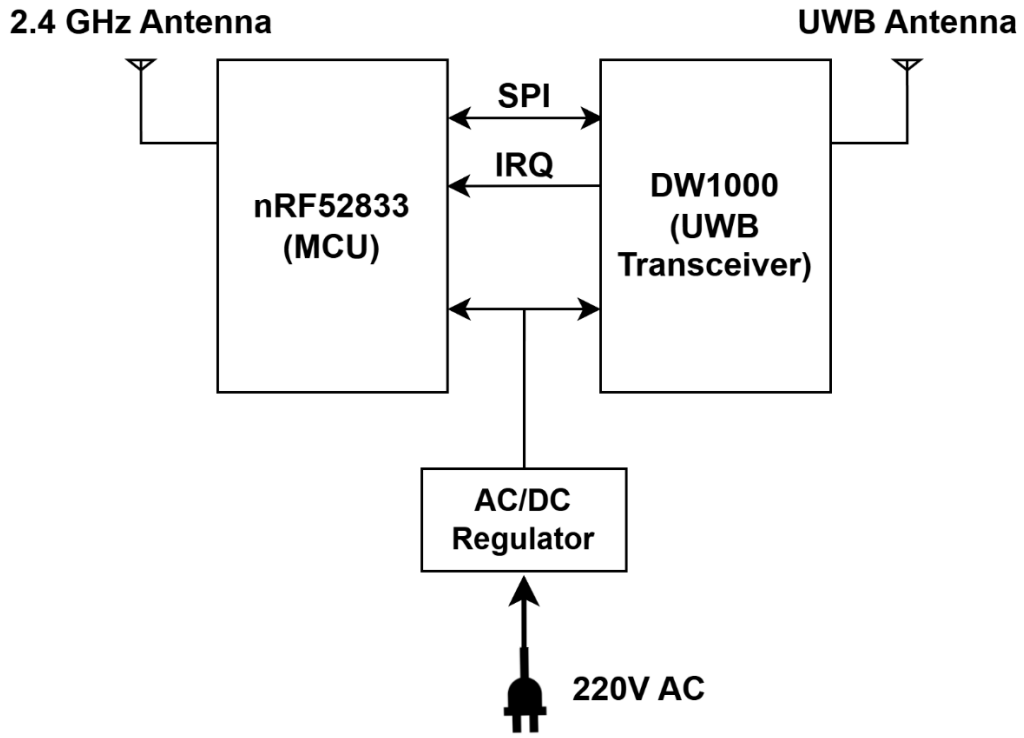 2.4 GHz Antenna
UWB Antenna
SPI
IRQ
nRF52833
(MCU)
DW1000
(UWB
Transceiver)
AC/DC
Regulator
220V AC